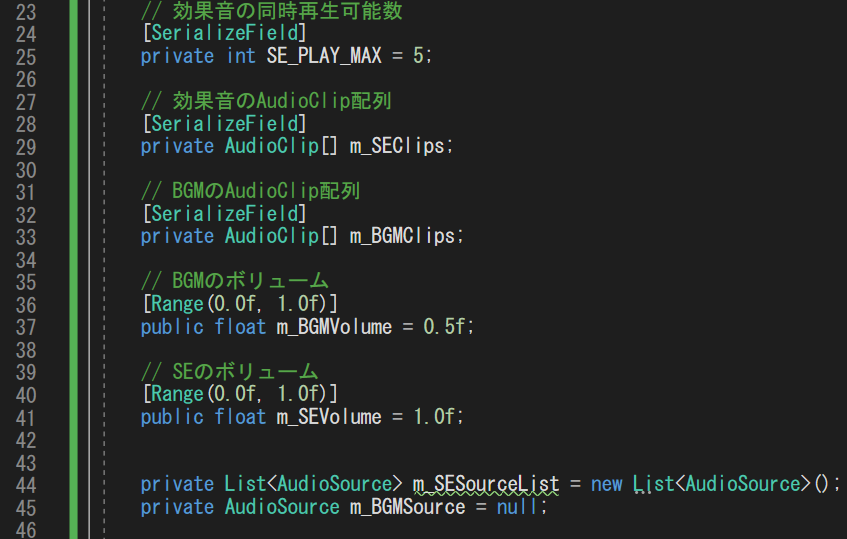 23 // 効果音の同時再生可能数
24 [SerializeField]
25 private int SE_PLAY_MAX = 5;
26
27 // 効果音のAudioClip配列
28 [SerializeField]
29 private AudioClip[] m_SEClips;
30
31 // BGMのAudioClip配列
32 [SerializeField]
33 private AudioClip[] m_BGMClips;
34
35 // BGMのボリューム
36 [Range(0.0f, 1.0f)]
37 public float m_BGMVolume = 0.5f;
38
39 // SEのボリューム
40 [Range(0.0f, 1.0f)]
41 public float m_SEVolume = 1.0f;
42
43
44 private List<AudioSource> m_SESourceList = new List<AudioSource>();
45 private AudioSource m_BGMSource = null;
46